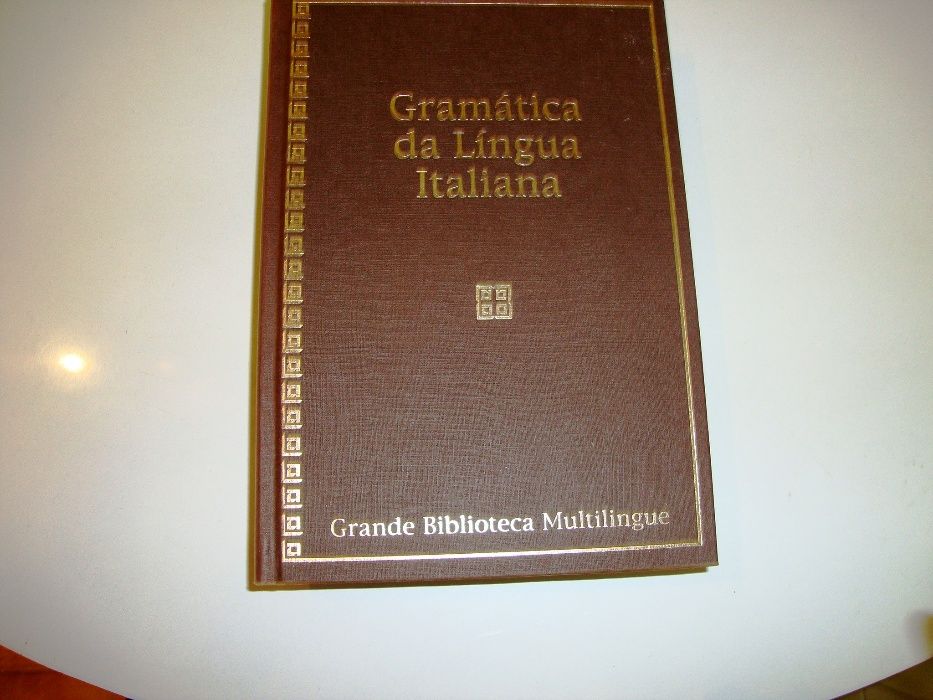 Gramática
da Língua
Italiana
Grande Biblioteca Multilingue